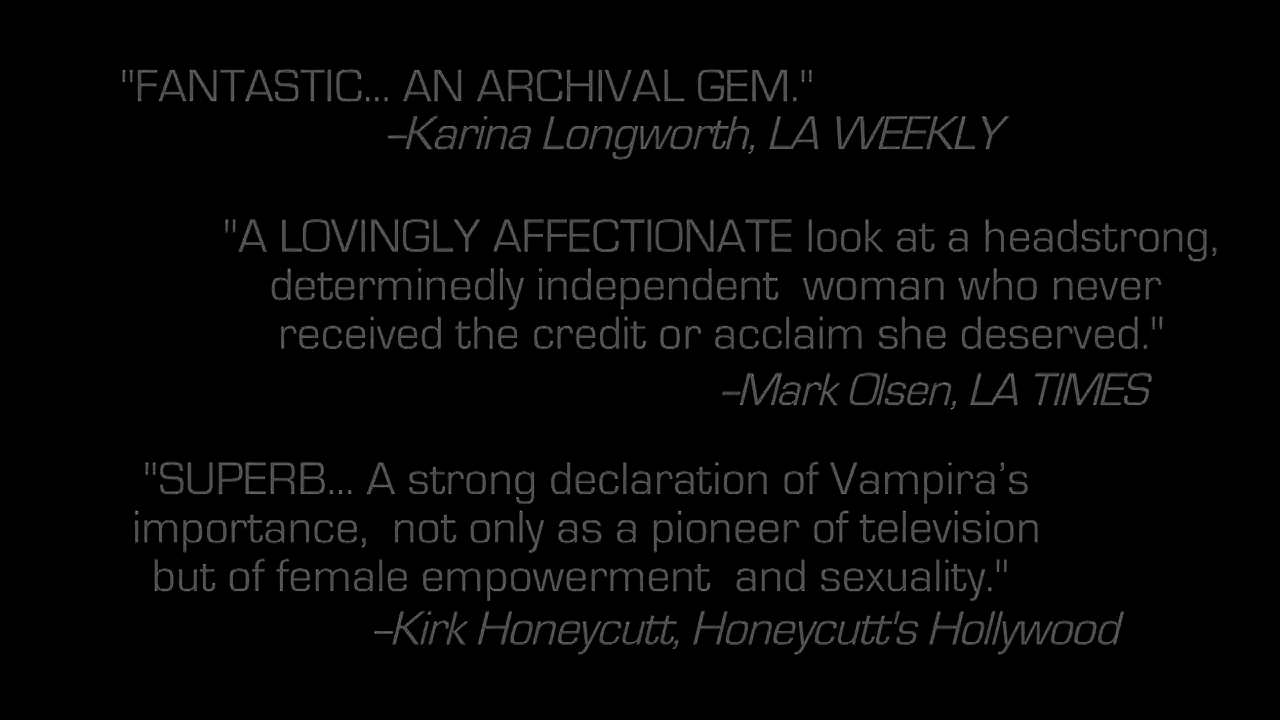 "FANTASTIC... AN ARCHIVAL GEM."
–Karina Longworth, LA WEEKLY
"A LOVINGLY AFFECTIONATE look at a headstrong,
determinedly independent  woman who never
received the credit or acclaim she deserved."
–Mark Olsen, LA TIMES
"SUPERB... A strong declaration of Vampira’s
importance,  not only as a pioneer of television
but of female empowerment  and sexuality."
–Kirk Honeycutt, Honeycutt's Hollywood